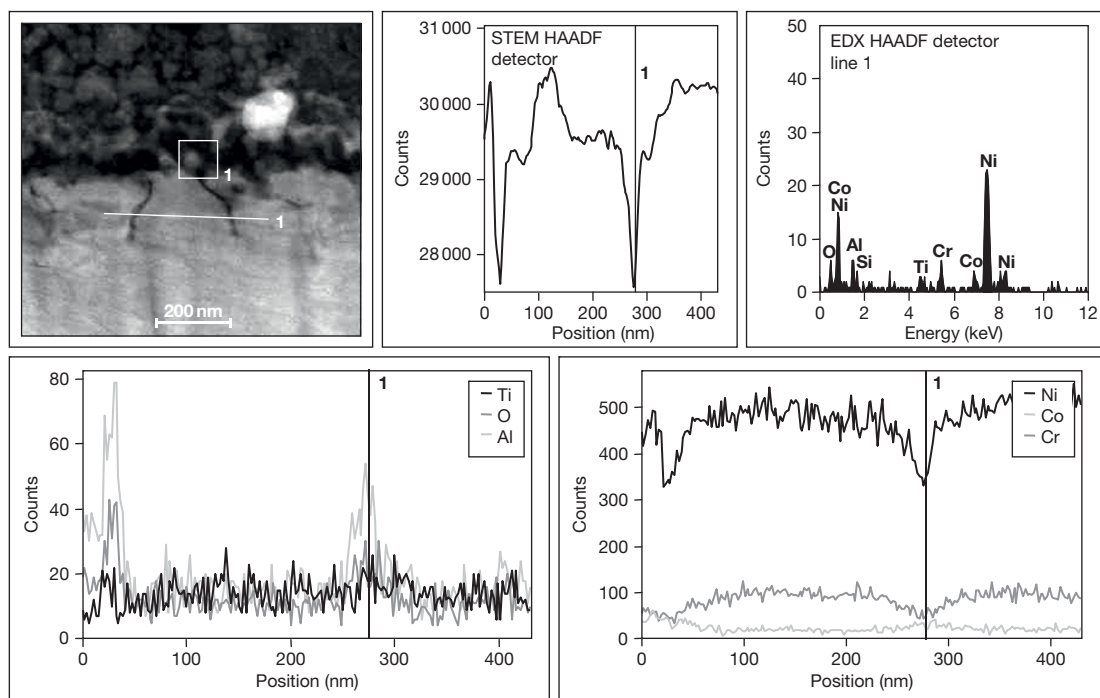 1
1
200 nm
STEM HAADF
detector
1
31 000
30 000
29 000
28 000
Counts
0 100 200 300 400
Position (nm)
EDX HAADF detector
line 1
50
40
30
20
10
0
Counts
Co
Ni
O
Al
Si
Ti
Cr
Co
Ni
Ni
0 2 4 6 8 10 12
Energy (keV)
80
60
40
20
0
Counts
1
Ti
O
Al
0 100 200 300 400
Position (nm)
500
400
300
200
100
0
Counts
1
Ni
Co
Cr
0 100 200 300 400
Position (nm)